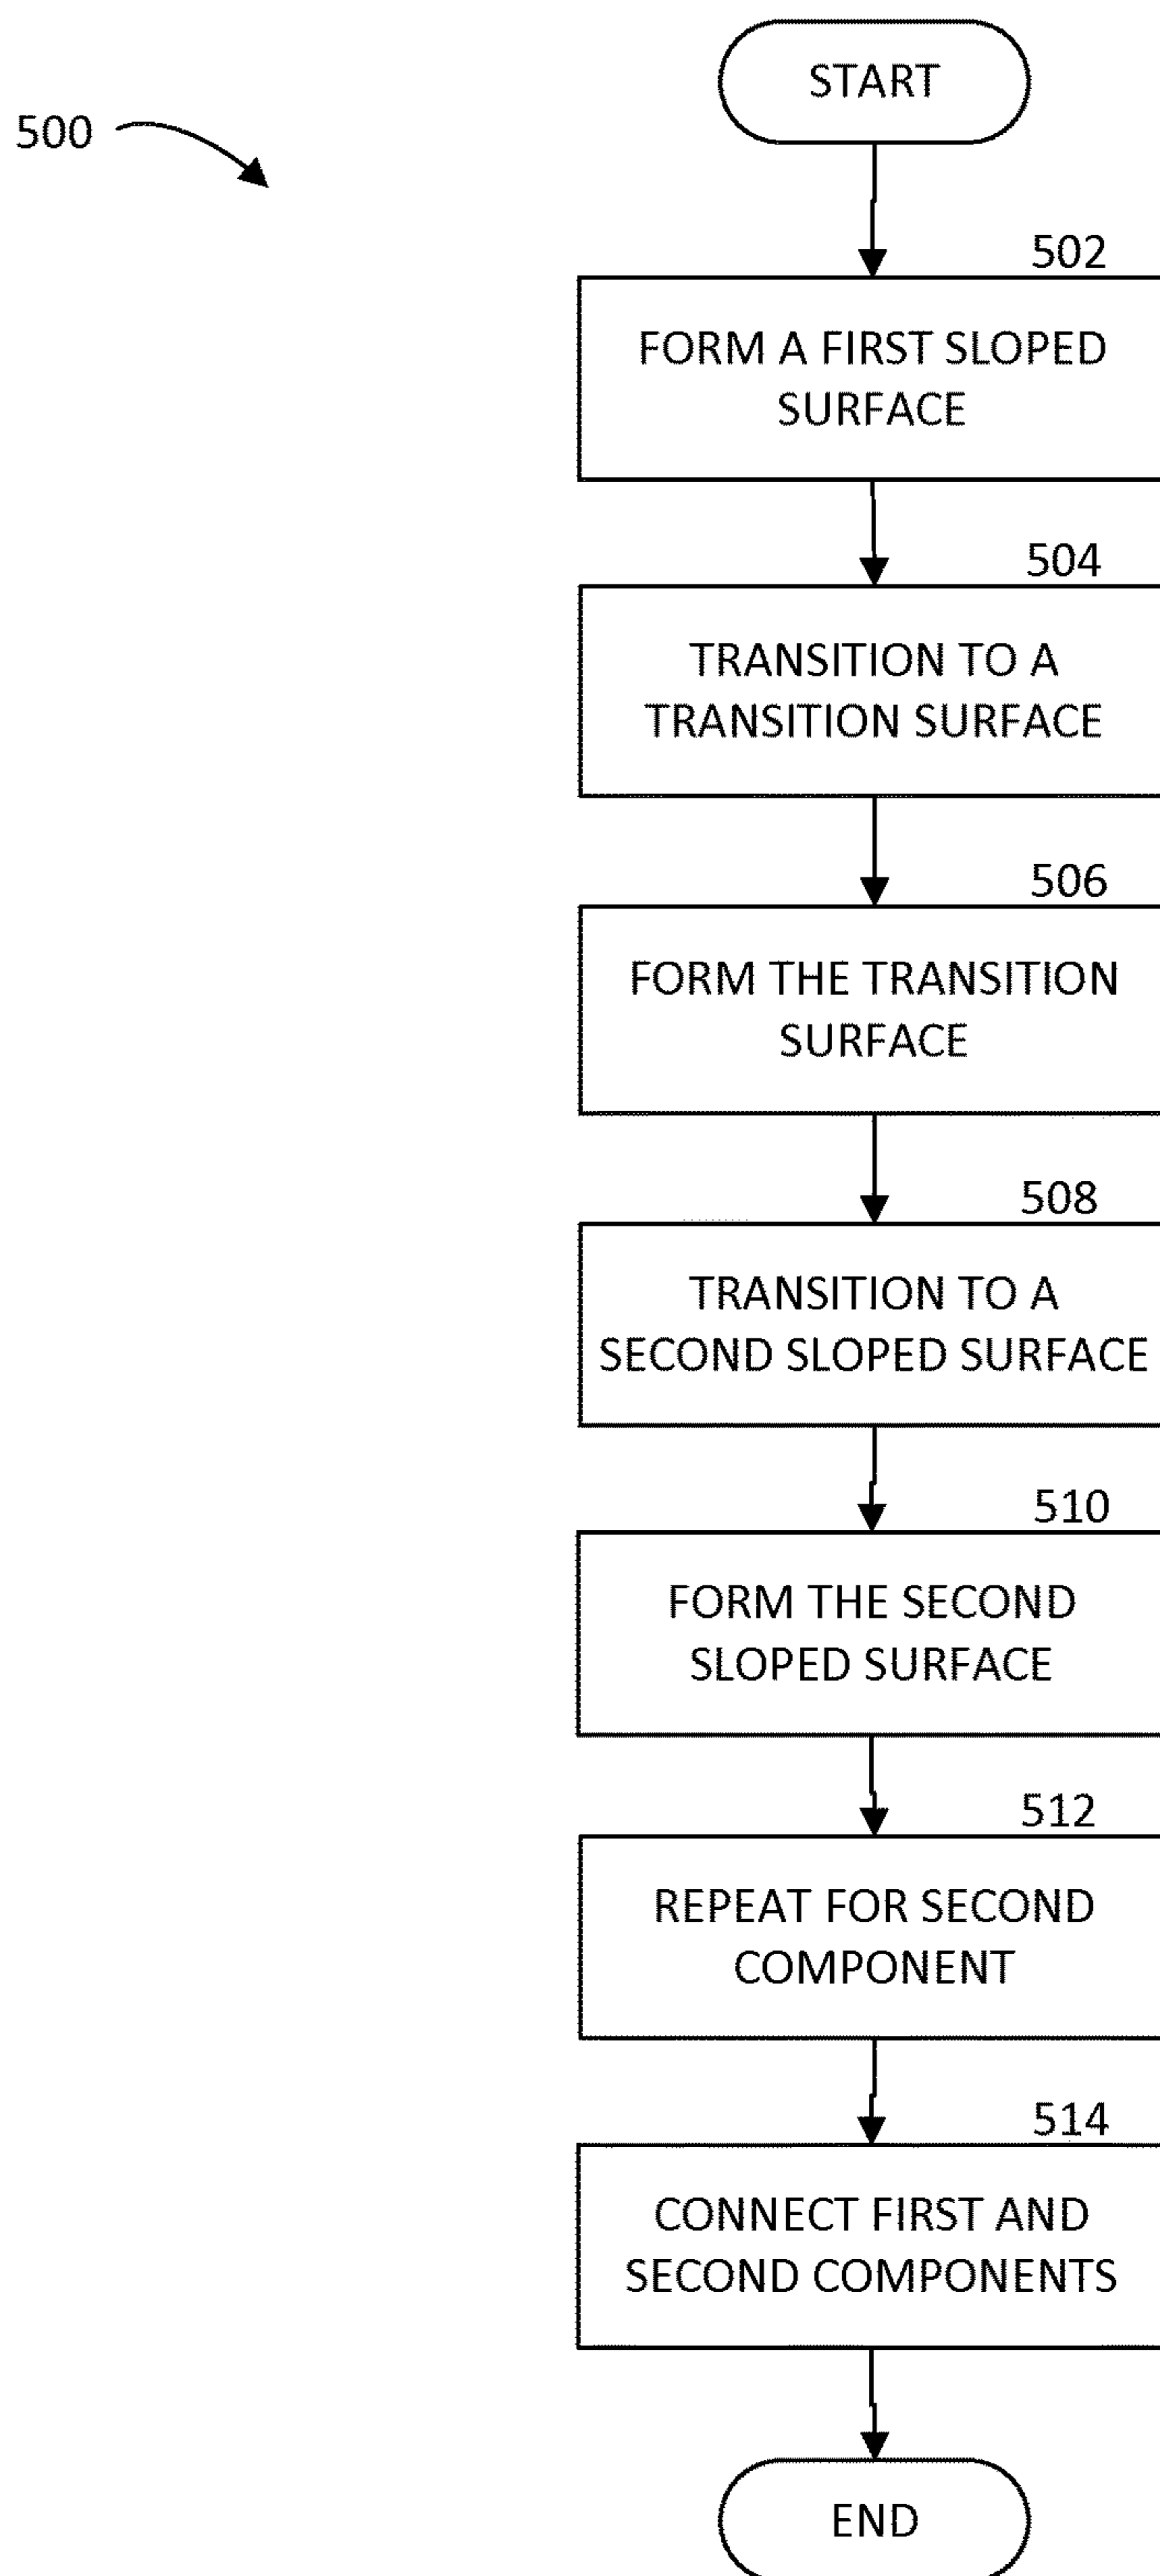 START
500
502
FORM A FIRST SLOPED
SURFACE
504
TRANSITION TO A
TRANSITION SURFACE
506
FORM THE TRANSITION
SURFACE
508
TRANSITION TO A
SECOND SLOPED SURFACE
510
FORM THE SECOND
SLOPED SURFACE
512
REPEAT FOR SECOND
COMPONENT
514
CONNECT FIRST AND
SECOND COMPONENTS
END